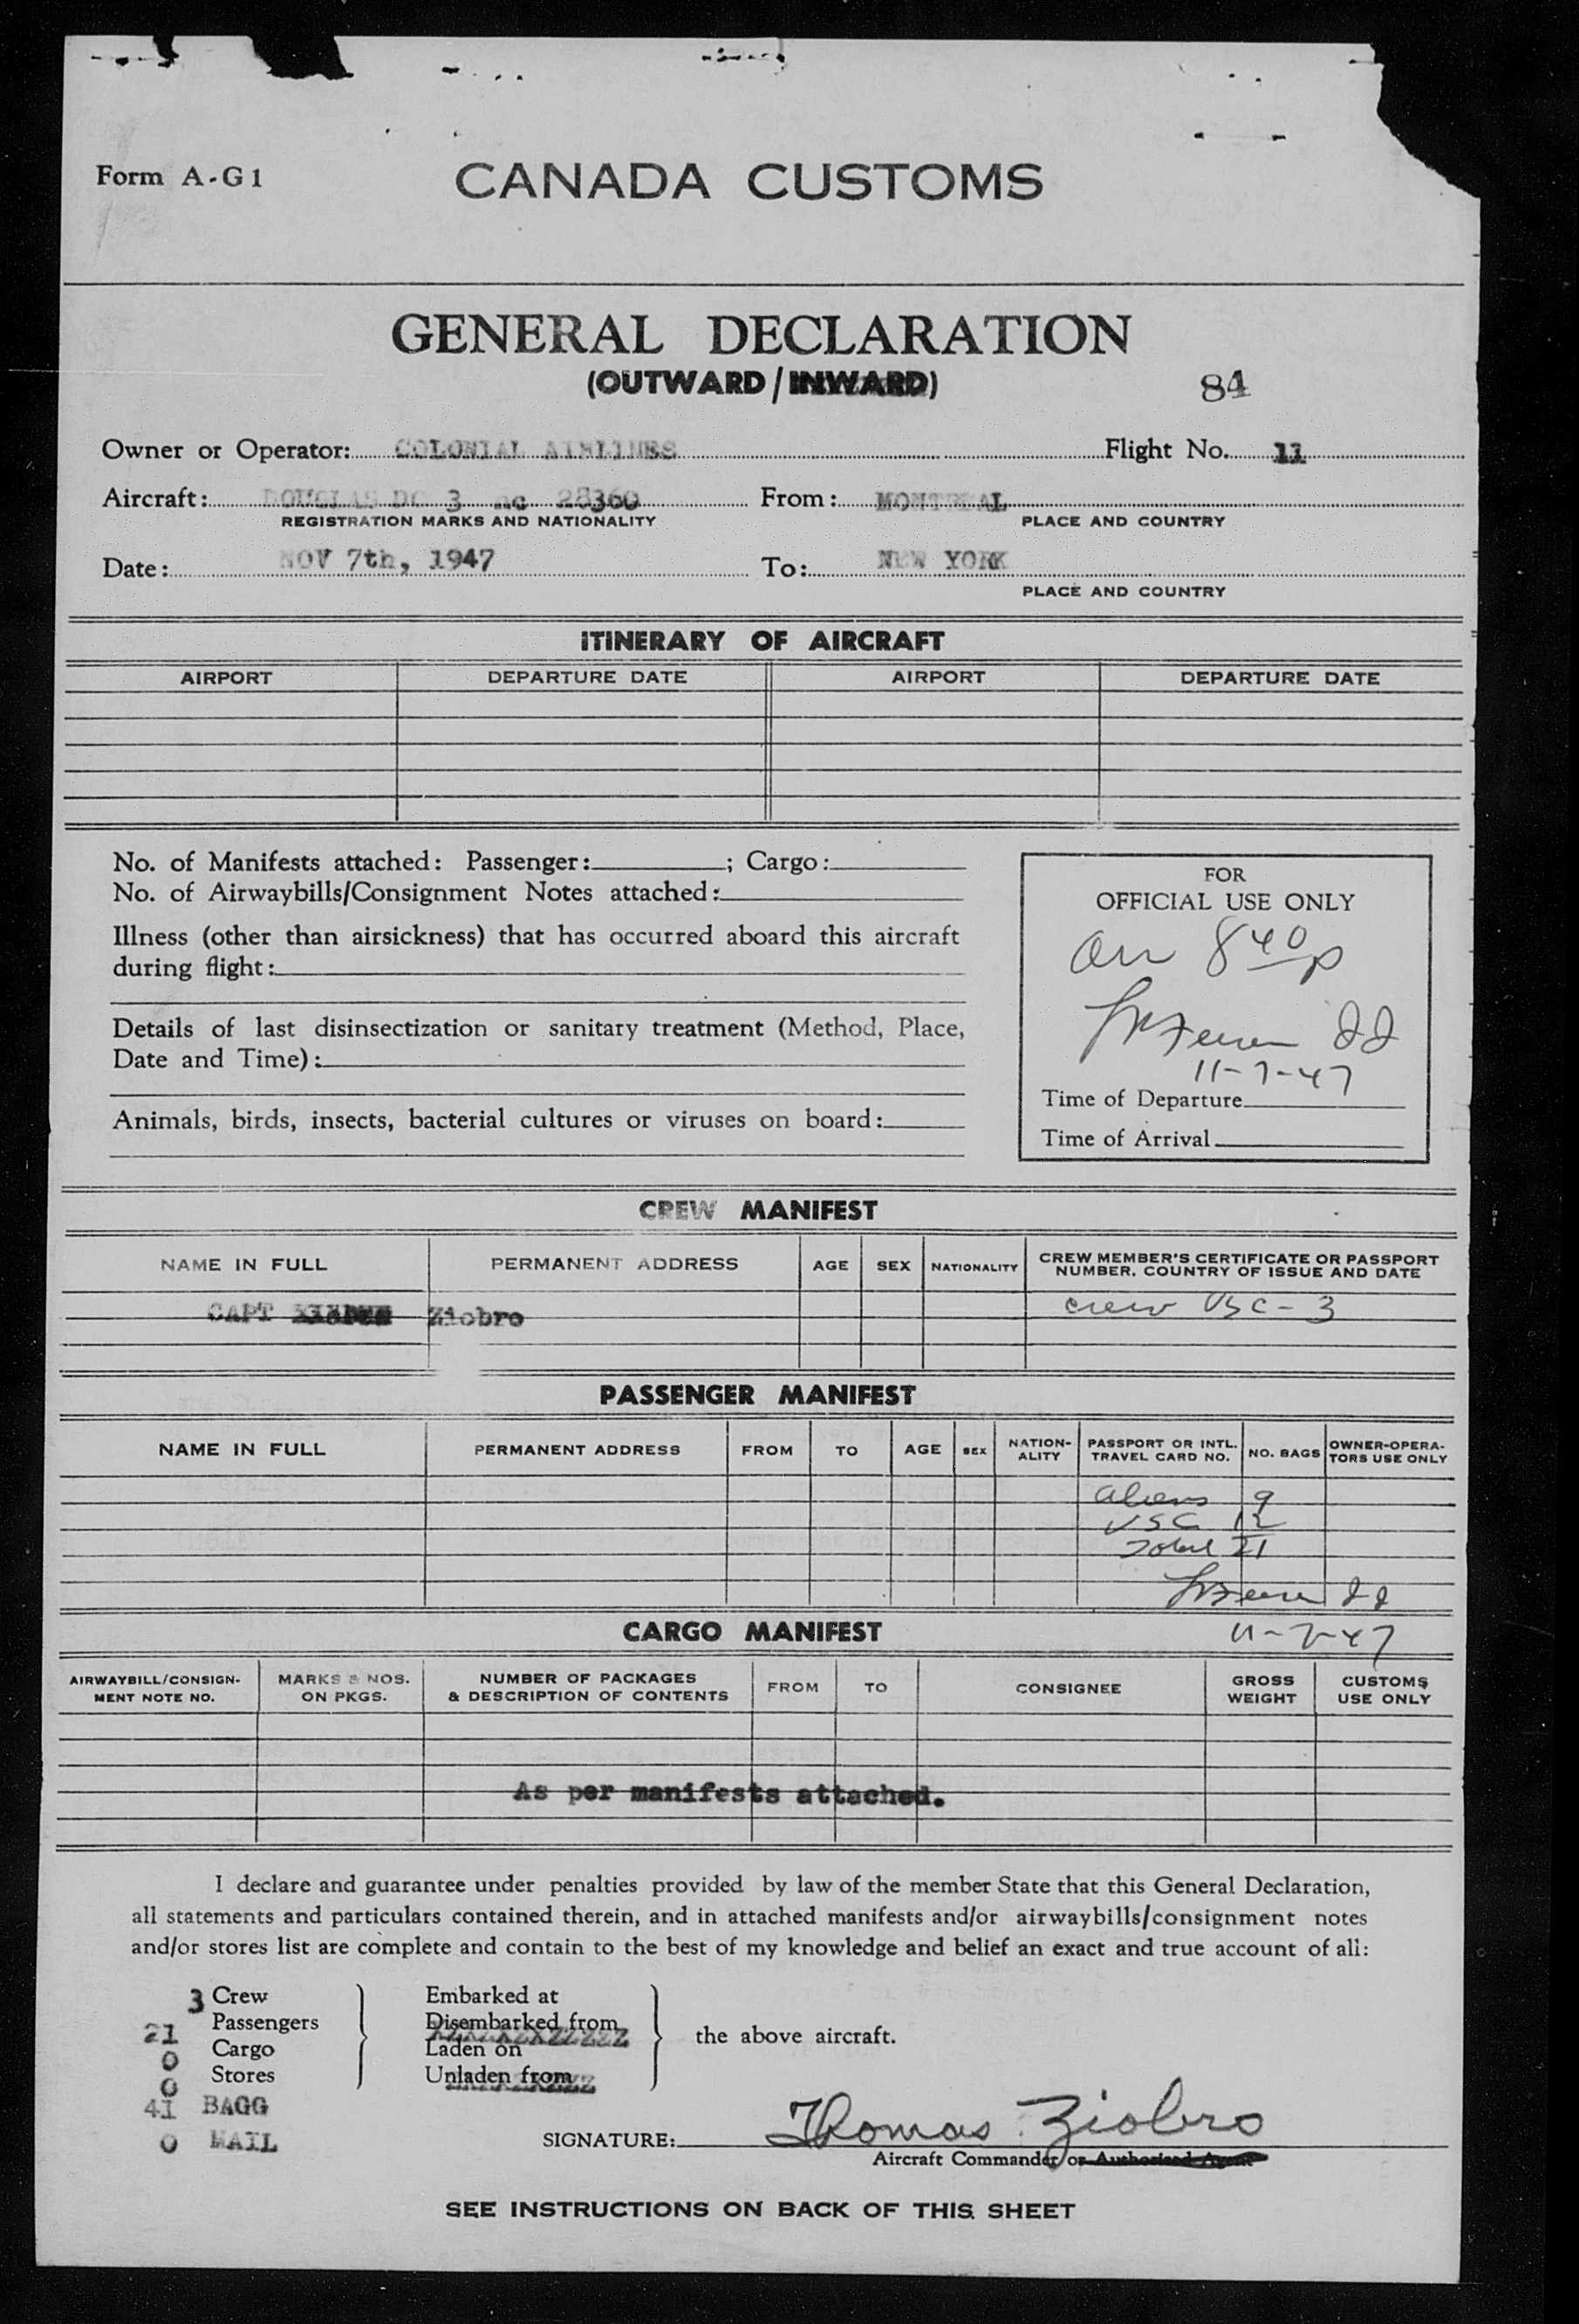 Form A-G1
CANADA CUSTOMS
GENERAL DECLARATION
(OUTWARD / INWARD)
84
Owner or Operator: COLONIAL AIRLINES Flight No. 11
Aircraft: DOUGLAS DC 3 nc 28360 From: MONTREAL
REGISTRATION MARKS AND NATIONALITY PLACE AND COUNTRY
Date: NOV 7th, 1947 To: NEW YORK
PLACE AND COUNTRY
ITINERARY OF AIRCRAFT
AIRPORT DEPARTURE DATE AIRPORT DEPARTURE DATE
No. of Manifests attached: Passenger: ; Cargo:
No. of Airwaybills/Consignment Notes attached:
Illness (other than airsickness) that has occurred aboard this aircraft
during flight:
Details of last disinsectization or sanitary treatment (Method, Place,
Date and Time):
Animals, birds, insects, bacterial cultures or viruses on board:
FOR
OFFICIAL USE ONLY
arr 8 40 p
11-7-47
Time of Departure
Time of Arrival
CREW MANIFEST
NAME IN FULL PERMANENT ADDRESS AGE SEX NATIONALITY CREW MEMBER'S CERTIFICATE OR PASSPORT
NUMBER, COUNTRY OF ISSUE AND DATE
CAPT Ziobro crew USC - 3
PASSENGER MANIFEST
NAME IN FULL PERMANENT ADDRESS FROM TO AGE SEX NATION-
ALITY PASSPORT OR INTL.
TRAVEL CARD NO. NO. BAGS OWNER-OPERA-
TORS USE ONLY
aliens 9
USC 12
Total 21
11-7-47
CARGO MANIFEST
AIRWAYBILL/CONSIGN-
MENT NOTE NO. MARKS & NOS.
ON PKGS. NUMBER OF PACKAGES
& DESCRIPTION OF CONTENTS FROM TO CONSIGNEE GROSS
WEIGHT CUSTOMS
USE ONLY
As per manifests attached.
I declare and guarantee under penalties provided by law of the member State that this General Declaration,
all statements and particulars contained therein, and in attached manifests and/or airwaybills/consignment notes
and/or stores list are complete and contain to the best of my knowledge and belief an exact and true account of all:
3 Crew Embarked at
21 Passengers Disembarked from
0 Cargo Laden on the above aircraft.
0 Stores Unladen from
41 BAGG
0 MAIL
SIGNATURE: Thomas Ziobro
Aircraft Commander or Authorized Agent
SEE INSTRUCTIONS ON BACK OF THIS SHEET